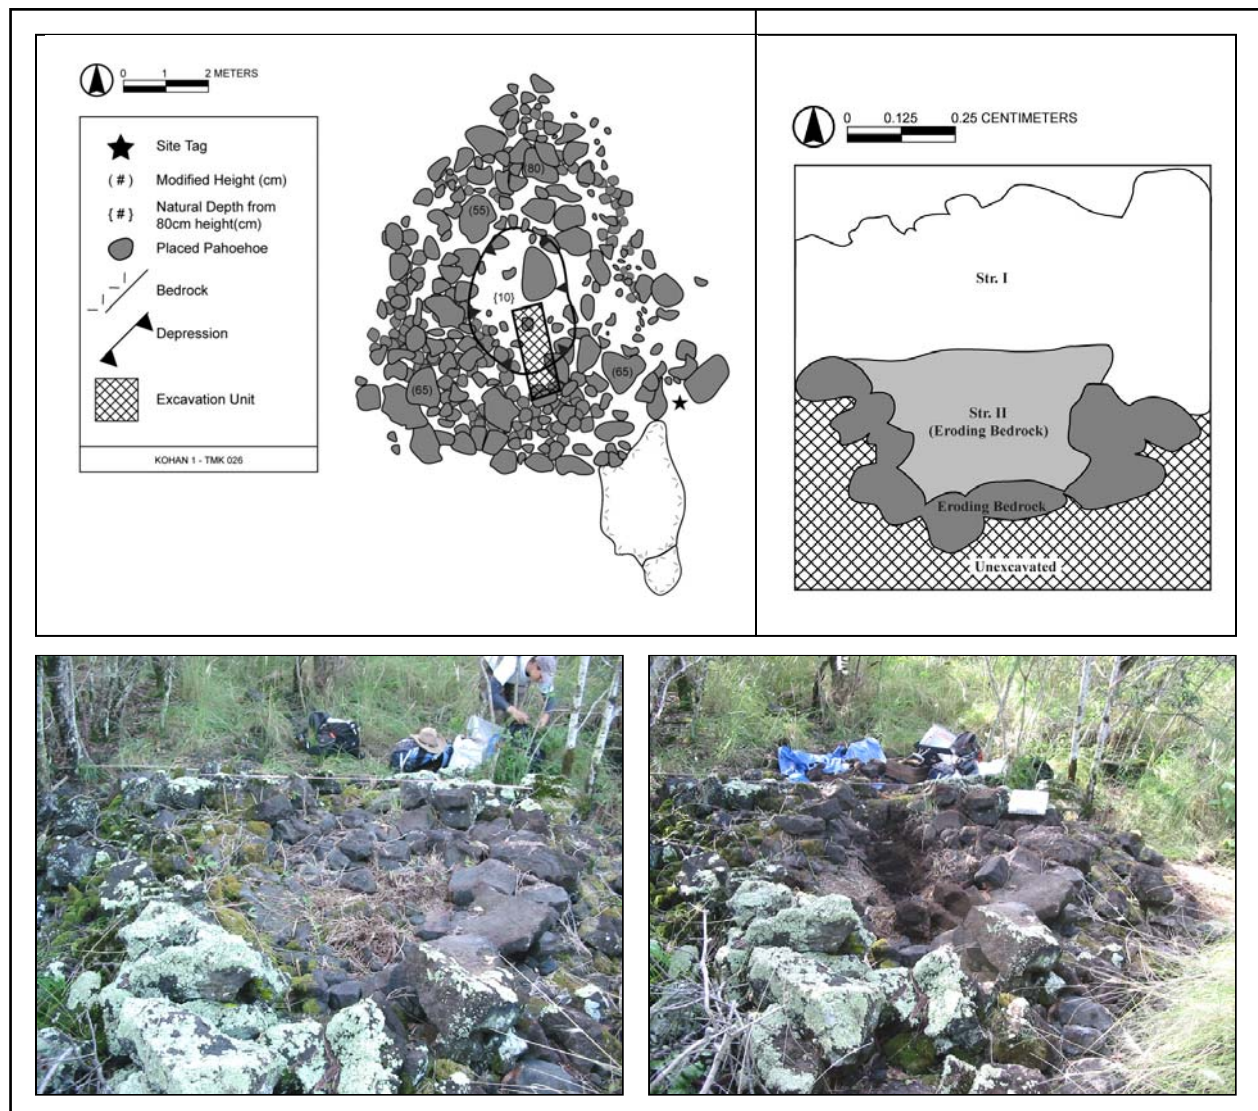 0 1 2 METERS
Site Tag
( # ) Modified Height (cm)
{ # } Natural Depth from
80cm height(cm)
Placed Pahoehoe
Bedrock
Depression
Excavation Unit
KOHAN 1 - TMK 026
(80)
(55)
{10}
(65)
(65)
0 0.125 0.25 CENTIMETERS
Str. I
Str. II
(Eroding Bedrock)
Eroding Bedrock
Unexcavated